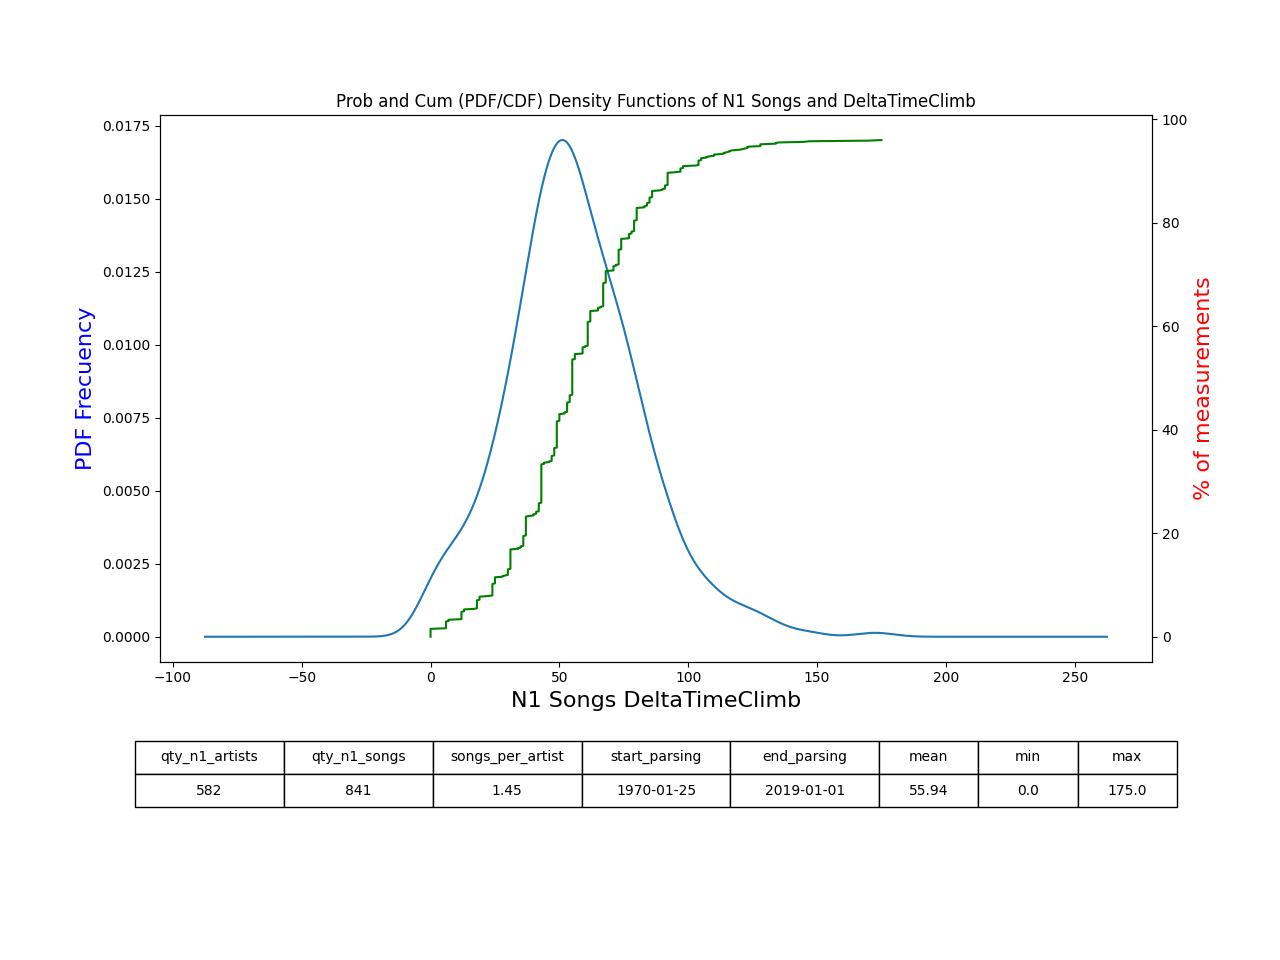 Prob and Cum (PDF/CDF) Density Functions of N1 Songs and DeltaTimeClimb
0.0175
0.0150
0.0125
0.0100
0.0075
0.0050
0.0025
0.0000
PDF Frecuency
100
80
60
40
20
0
% of measurements
−100 −50 0 50 100 150 200 250
N1 Songs DeltaTimeClimb
qty_n1_artists qty_n1_songs songs_per_artist start_parsing end_parsing mean min max
582 841 1.45 1970-01-25 2019-01-01 55.94 0.0 175.0